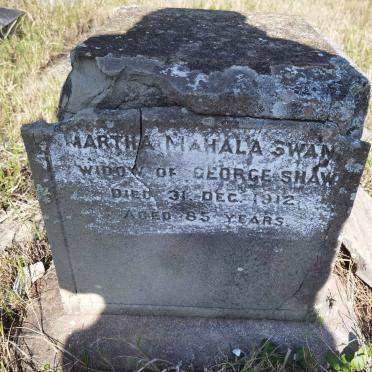 MARTHA MAHALA SWAN
WIDOW OF GEORGE SHAW
DIED 31 DEC. 1912.
AGED 85 YEARS.